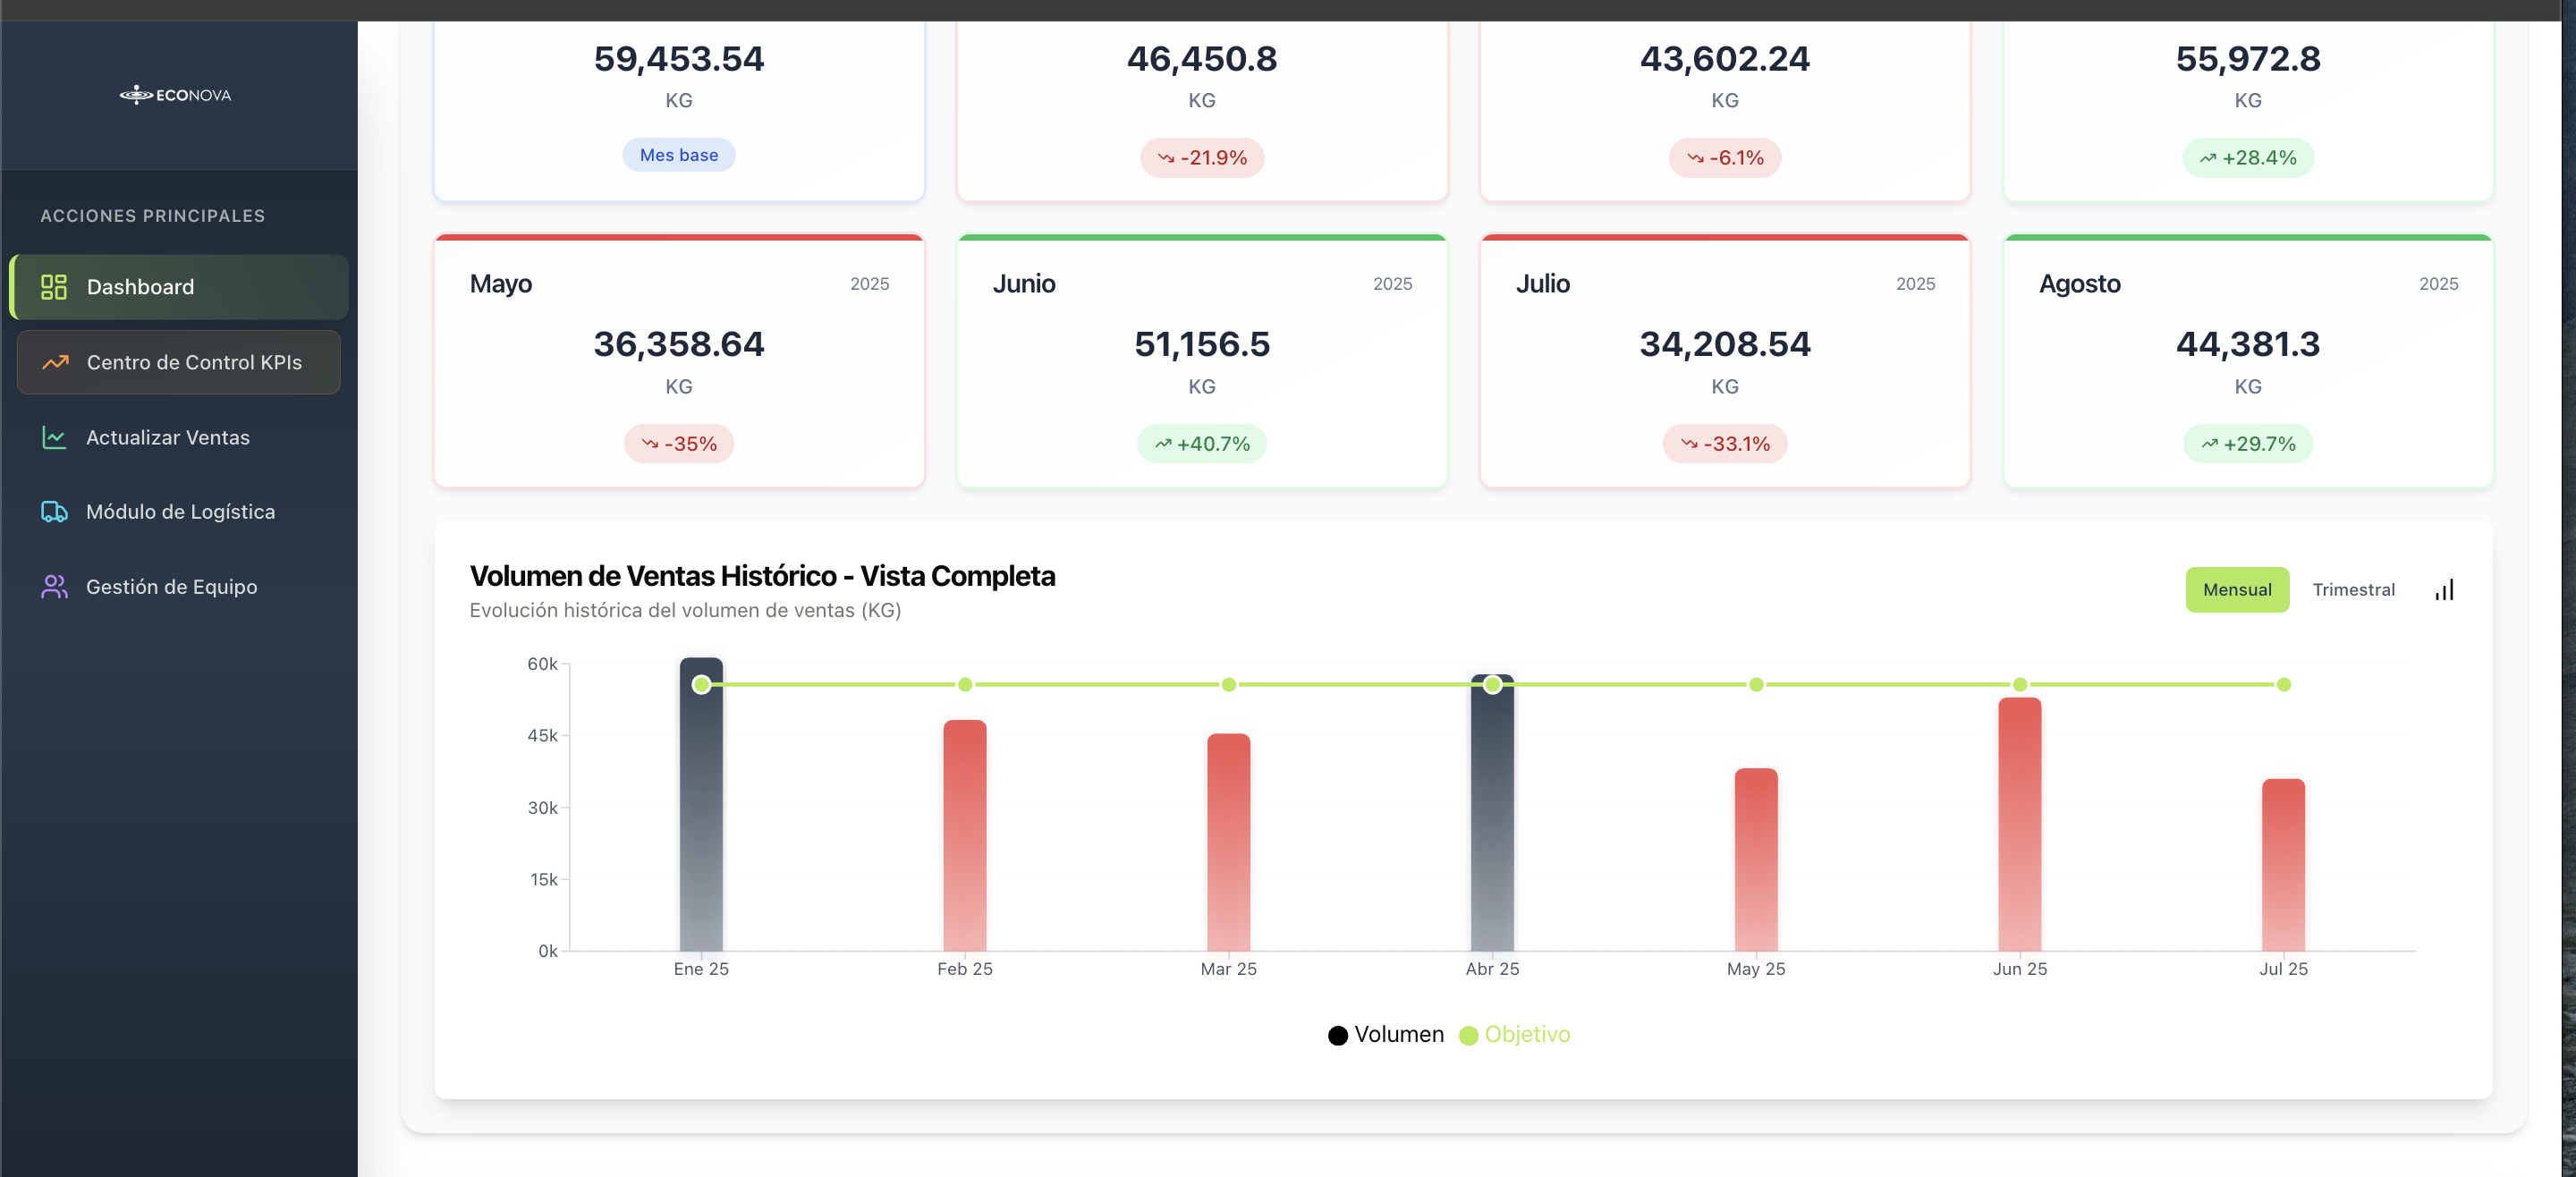 ECONOVA
ACCIONES PRINCIPALES
Dashboard
Centro de Control KPIs
Actualizar Ventas
Módulo de Logística
Gestión de Equipo
59,453.54
KG
Mes base
46,450.8
KG
-21.9%
43,602.24
KG
-6.1%
55,972.8
KG
+28.4%
Mayo 2025
36,358.64
KG
-35%
Junio 2025
51,156.5
KG
+40.7%
Julio 2025
34,208.54
KG
-33.1%
Agosto 2025
44,381.3
KG
+29.7%
Volumen de Ventas Histórico - Vista Completa
Evolución histórica del volumen de ventas (KG)
Mensual Trimestral
60k
45k
30k
15k
0k
Ene 25 Feb 25 Mar 25 Abr 25 May 25 Jun 25 Jul 25
Volumen Objetivo